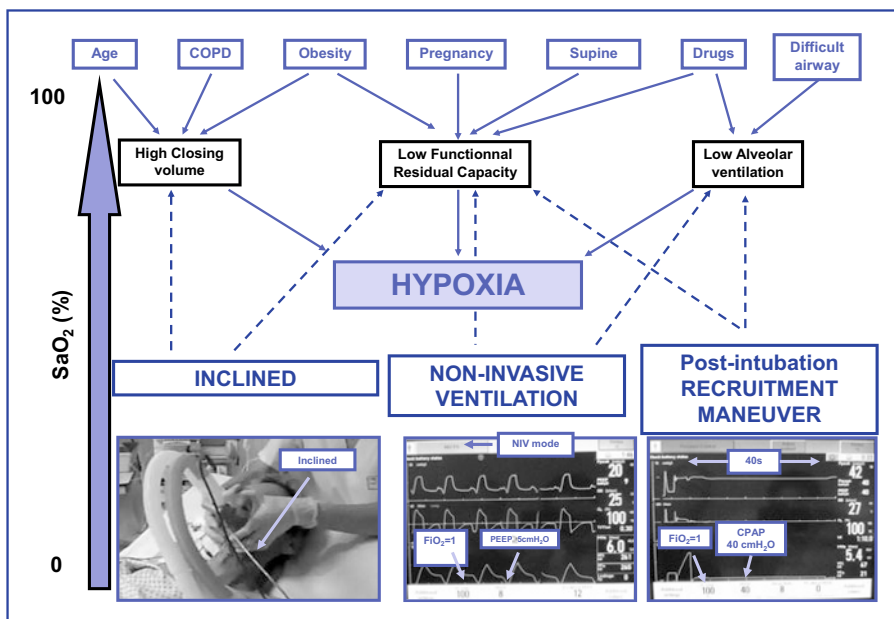 Age
COPD
Obesity
Pregnancy
Supine
Drugs
Difficult
airway
100
High Closing
volume
Low Functionnal
Residual Capacity
Low Alveolar
ventilation
HYPOXIA
SaO2 (%)
INCLINED
NON-INVASIVE
VENTILATION
Post-intubation
RECRUITMENT
MANEUVER
0
Inclined
NIV mode
20
25
100
6.0
FiO2=1
PEEP≥5cmH2O
100
8
12
40s
42
27
100
5.4
FiO2=1
CPAP
40 cmH2O
100
40
8
0